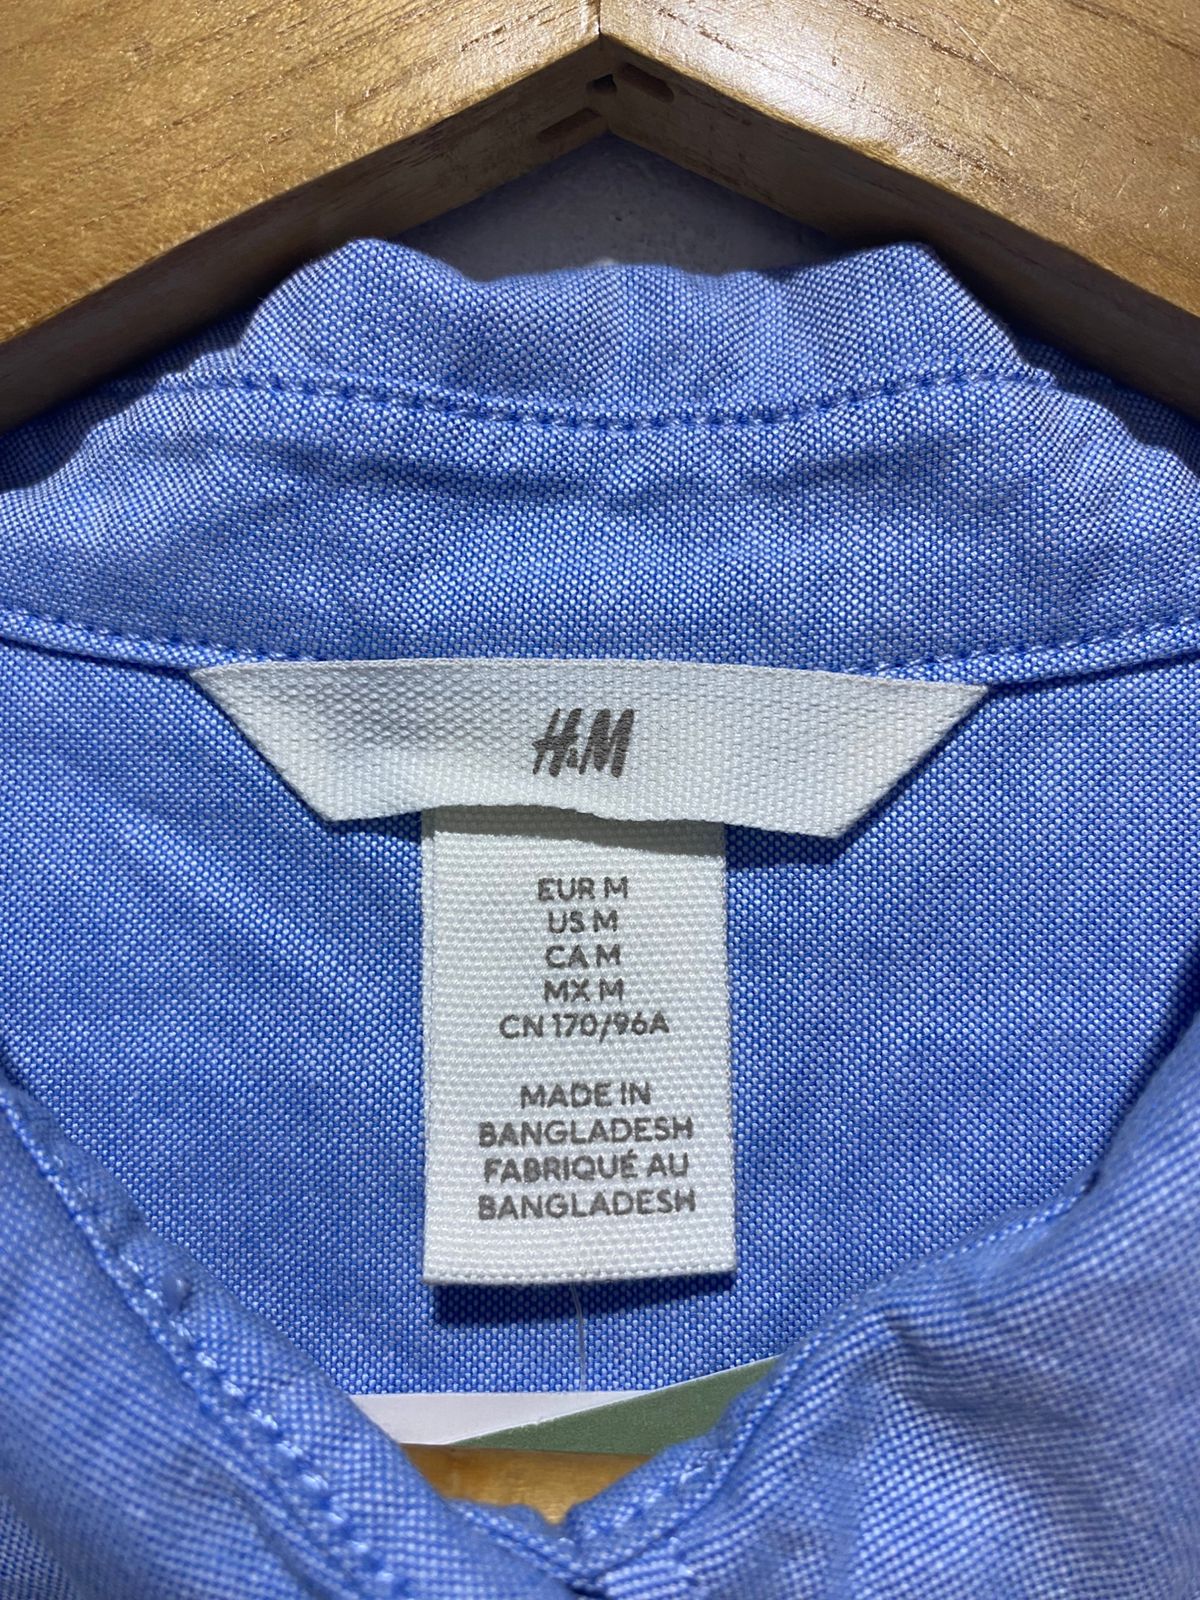 H&M
EUR M
US M
CA M
MX M
CN 170/96A
MADE IN
BANGLADESH
FABRIQUÉ AU
BANGLADESH